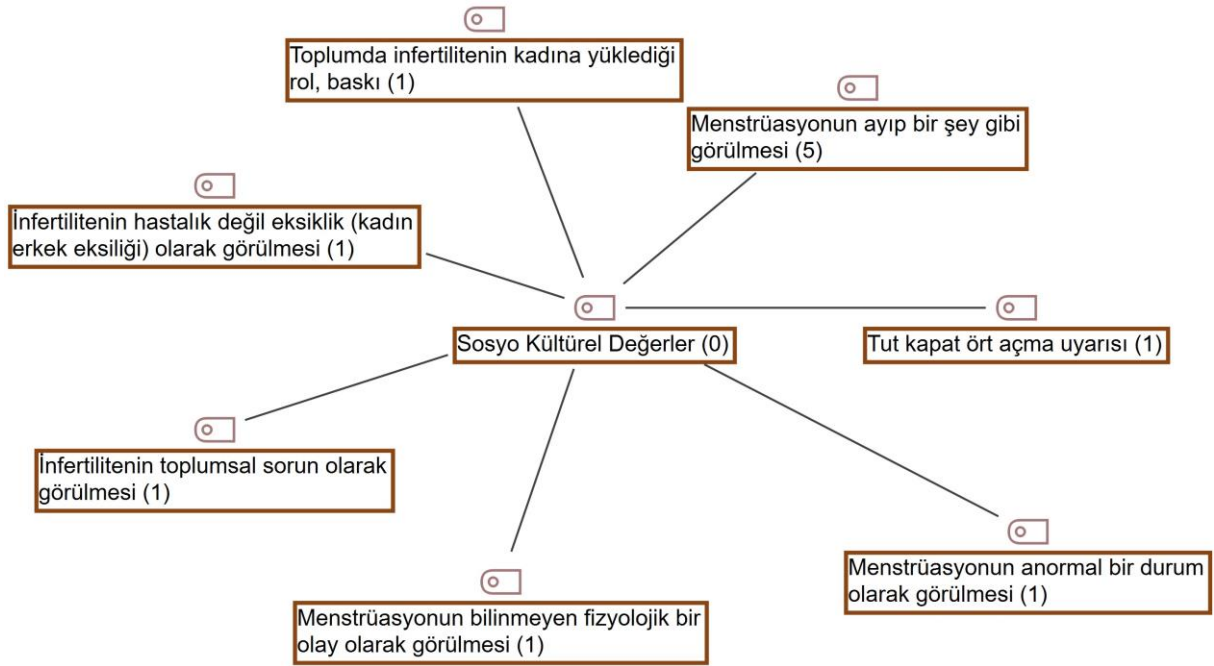 Toplumda infertilitenin kadına yüklediği
rol, baskı (1)
Menstrüasyonun ayıp bir şey gibi
görülmesi (5)
İnfertilitenin hastalık değil eksiklik (kadın
erkek eksiliği) olarak görülmesi (1)
Sosyo Kültürel Değerler (0)
Tut kapat ört açma uyarısı (1)
İnfertilitenin toplumsal sorun olarak
görülmesi (1)
Menstrüasyonun anormal bir durum
olarak görülmesi (1)
Menstrüasyonun bilinmeyen fizyolojik bir
olay olarak görülmesi (1)